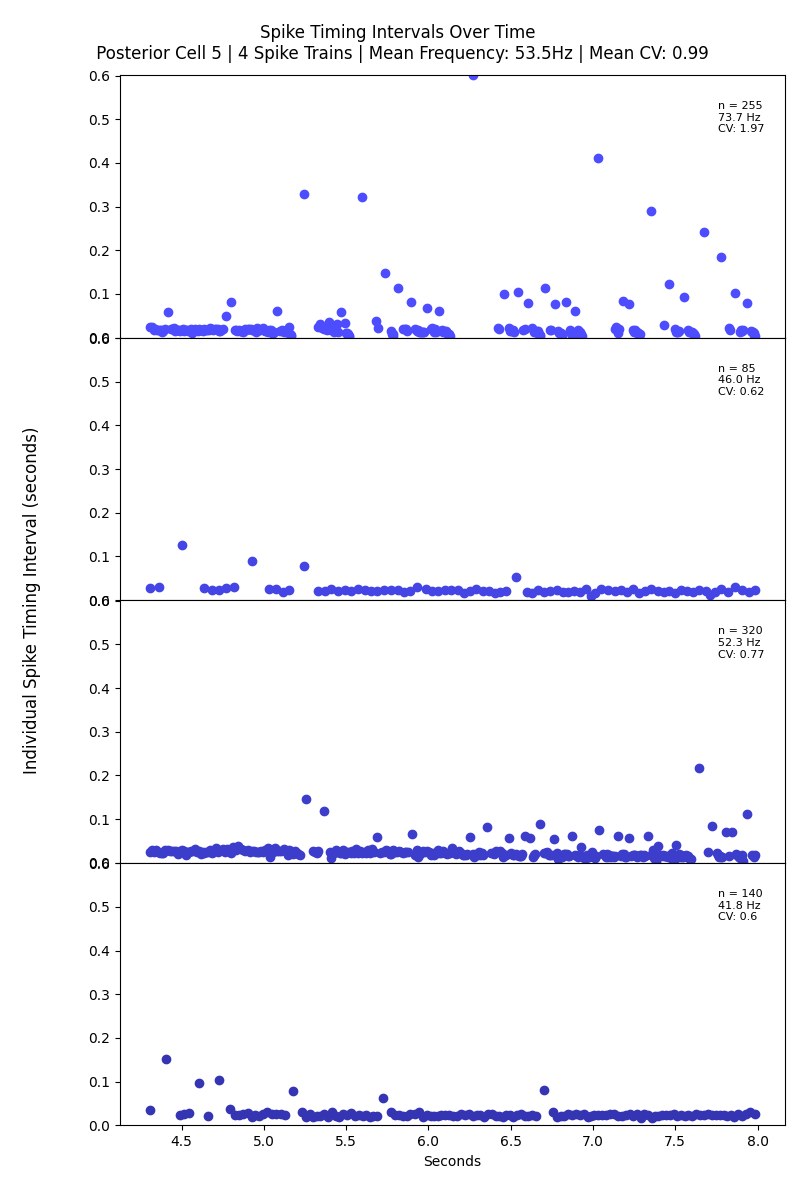 Spike Timing Intervals Over Time
Posterior Cell 5 | 4 Spike Trains | Mean Frequency: 53.5Hz | Mean CV: 0.99
0.6
0.5
0.4
0.3
0.2
0.1
0.0
n = 255
73.7 Hz
CV: 1.97
0.6
0.5
0.4
0.3
0.2
0.1
0.0
n = 85
46.0 Hz
CV: 0.62
0.6
0.5
0.4
0.3
0.2
0.1
0.0
n = 320
52.3 Hz
CV: 0.77
0.6
0.5
0.4
0.3
0.2
0.1
0.0
n = 140
41.8 Hz
CV: 0.6
4.5 5.0 5.5 6.0 6.5 7.0 7.5 8.0
Seconds
Individual Spike Timing Interval (seconds)